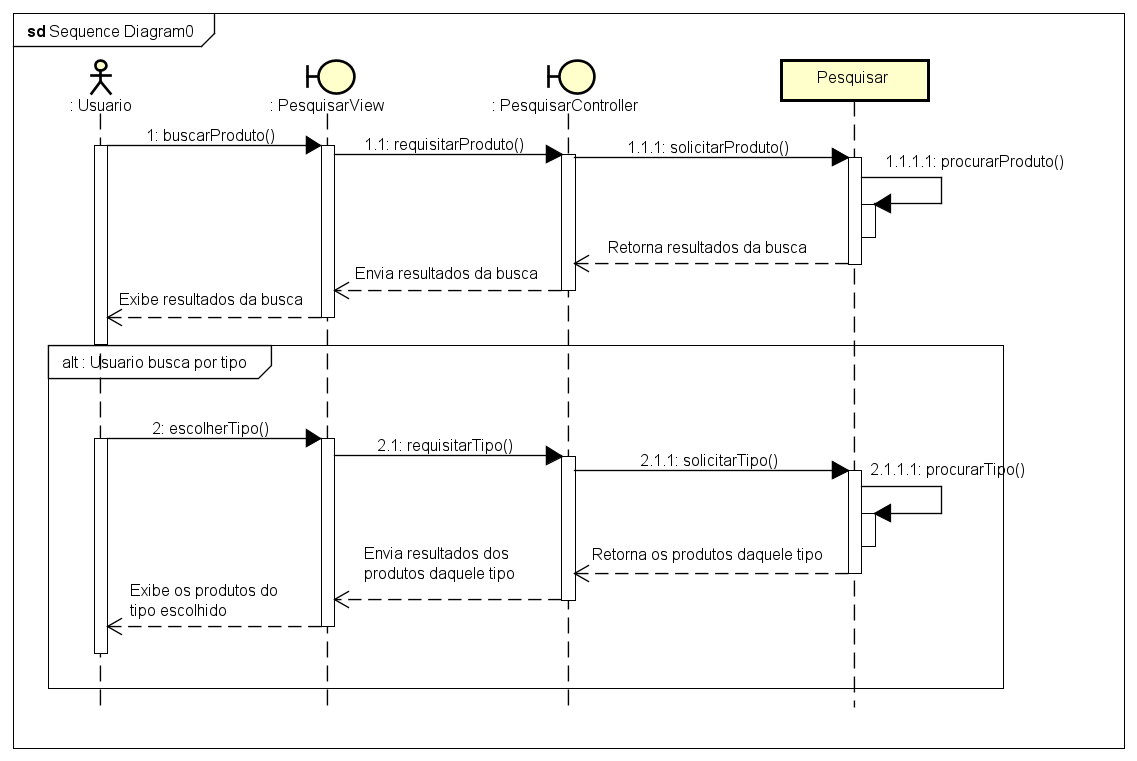 sd Sequence Diagram0
: Usuario
: PesquisarView
: PesquisarController
Pesquisar
1: buscarProduto()
1.1: requisitarProduto()
1.1.1: solicitarProduto()
1.1.1.1: procurarProduto()
Retorna resultados da busca
Envia resultados da busca
Exibe resultados da busca
alt : Usuario busca por tipo
2: escolherTipo()
2.1: requisitarTipo()
2.1.1: solicitarTipo()
2.1.1.1: procurarTipo()
Retorna os produtos daquele tipo
Envia resultados dos
produtos daquele tipo
Exibe os produtos do
tipo escolhido